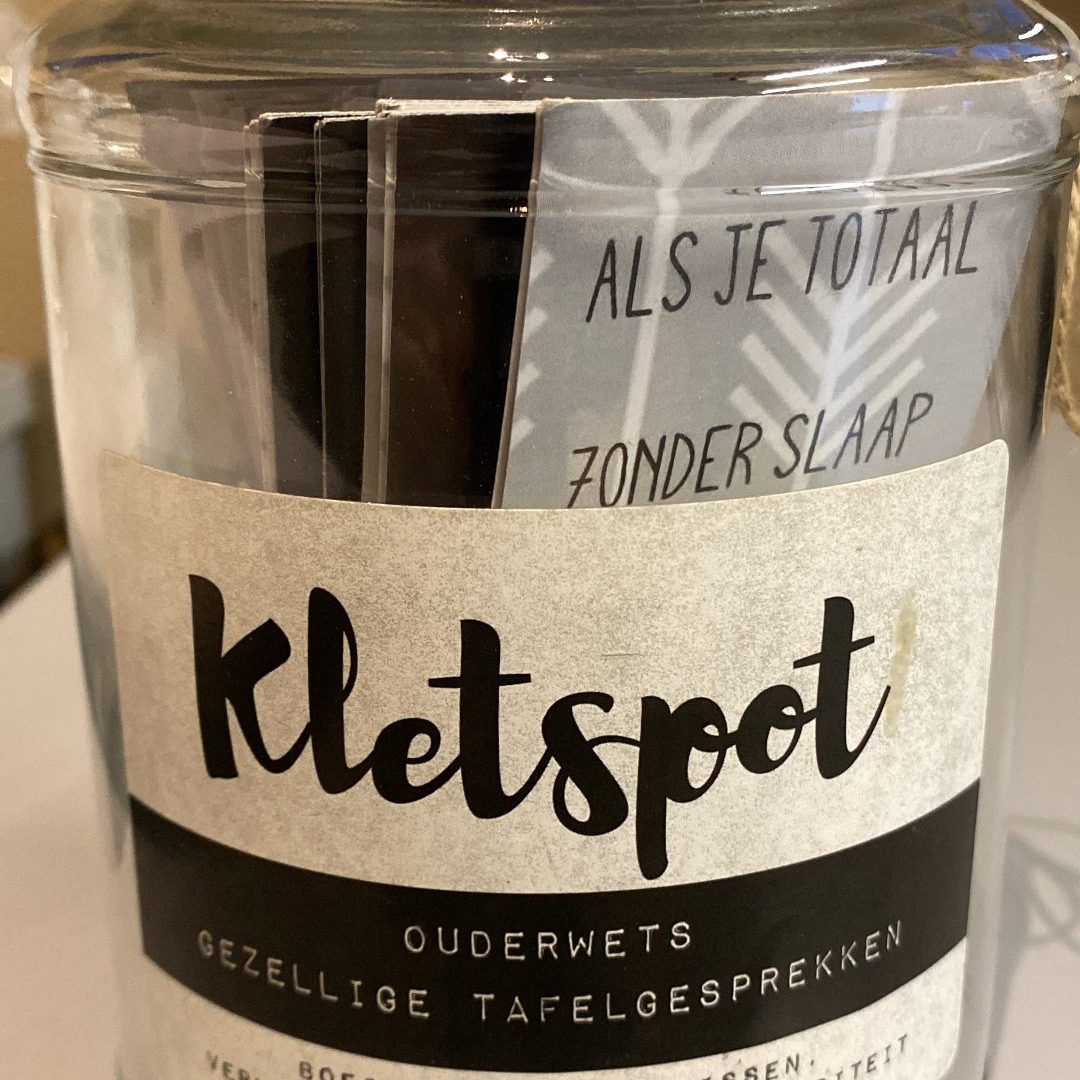 ALS JE TOTAAL
ZONDER SLAAP
Kletspot
OUDERWETS
GEZELLIGE TAFELGESPREKKEN